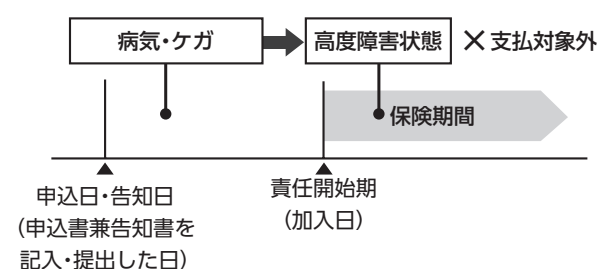 病気・ケガ
高度障害状態
×支払対象外
保険期間
申込日・告知日
(申込書兼告知書を
記入・提出した日)
責任開始期
(加入日)